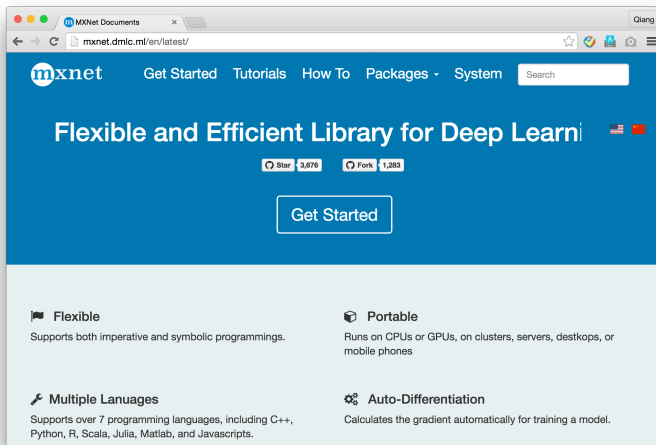 MXNet Documents
Qiang
mxnet.dmlc.ml/en/latest/
mxnet Get Started Tutorials How To Packages System Search
Flexible and Efficient Library for Deep Learni
Star 3,676 Fork 1,283
Get Started
Flexible
Supports both imperative and symbolic programmings.
Portable
Runs on CPUs or GPUs, on clusters, servers, destkops, or
mobile phones
Multiple Lanuages
Supports over 7 programming languages, including C++,
Python, R, Scala, Julia, Matlab, and Javascripts.
Auto-Differentiation
Calculates the gradient automatically for training a model.